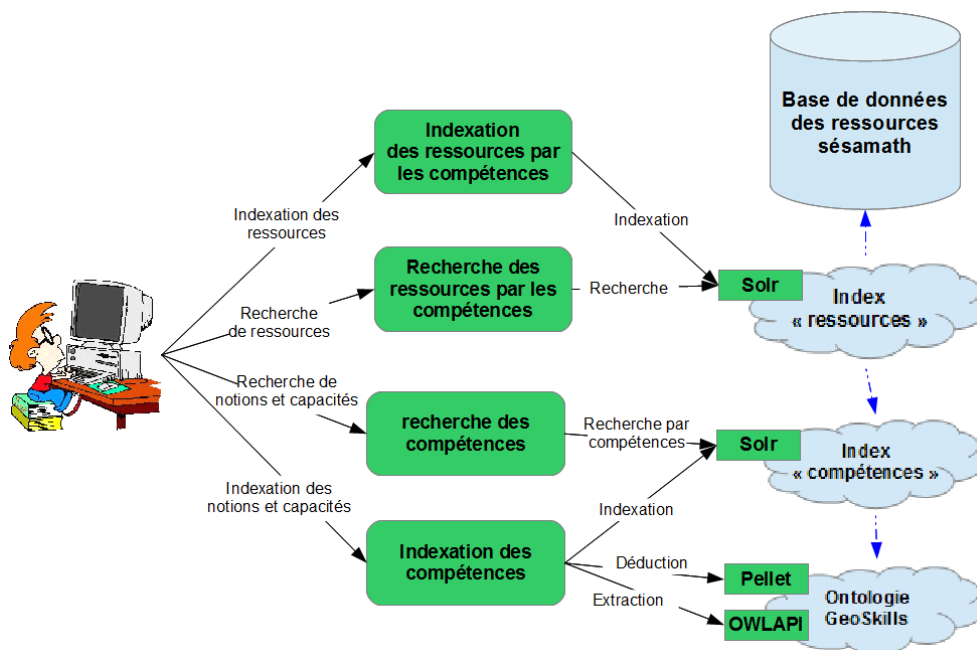 Base de données
des ressources
sésamath
Indexation
des ressources par
les compétences
Indexation des
ressources
Indexation
Recherche des
ressources par les
compétences
Recherche
Solr
Index
« ressources »
Recherche
de ressources
Recherche de
notions et capacités
recherche des
compétences
Recherche par
compétences
Solr
Index
« compétences »
Indexation des
notions et capacités
Indexation
Indexation des
compétences
Déduction
Pellet
Extraction
OWLAPI
Ontologie
GeoSkills